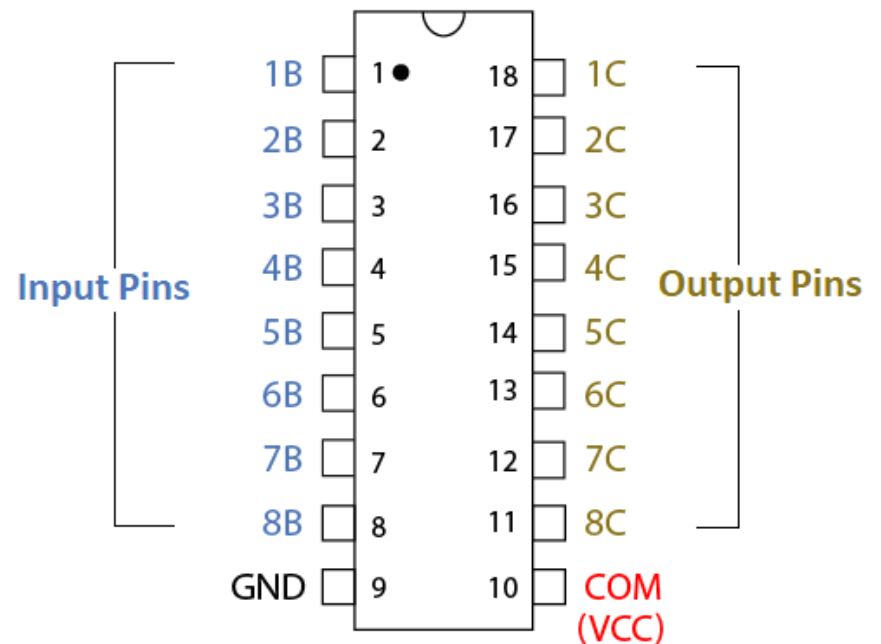 1B 1 18 1C
2B 2 17 2C
3B 3 16 3C
4B 4 15 4C
Input Pins Output Pins
5B 5 14 5C
6B 6 13 6C
7B 7 12 7C
8B 8 11 8C
GND 9 10 COM
(VCC)